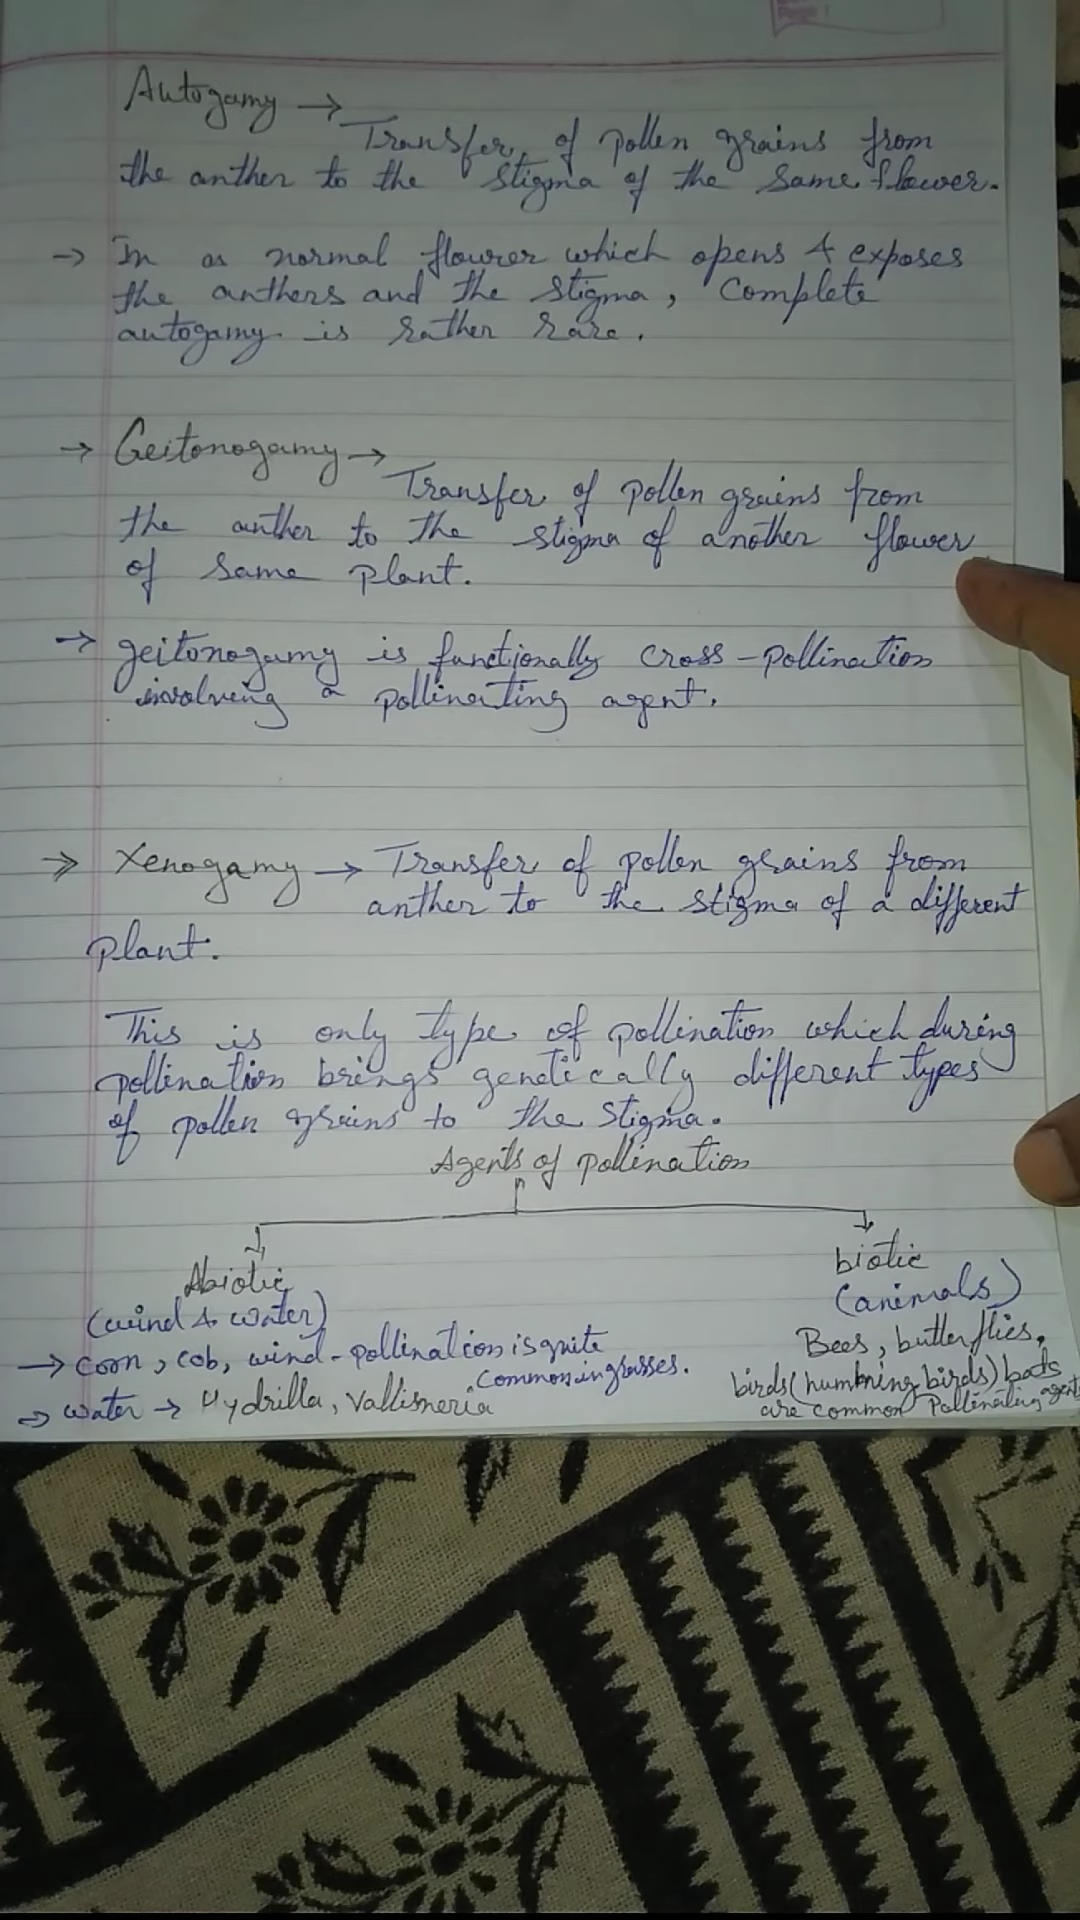 Autogamy →
Transfer of pollen grains from
the anther to the stigma of the same flower.
→ In a normal flower which opens & exposes
the anthers and the stigma, complete
autogamy is rather rare.
→ Geitonogamy →
Transfer of pollen grains from
the anther to the stigma of another flower
of same plant.
→ geitonogamy is functionally cross-pollination
involving a pollinating agent.
⇒ Xenogamy → Transfer of pollen grains from
anther to the stigma of a different
plant.
This is only type of pollination which during
pollination brings genetically different types
of pollen grains to the stigma.
Agents of pollination
Abiotic
(wind & water)
→ corn, cob, wind-pollination is quite
common in grasses.
⇒ water → Hydrilla, Vallisneria
biotic
(animals)
Bees, butterflies,
birds (humming birds) bats
are common Pollinating agent